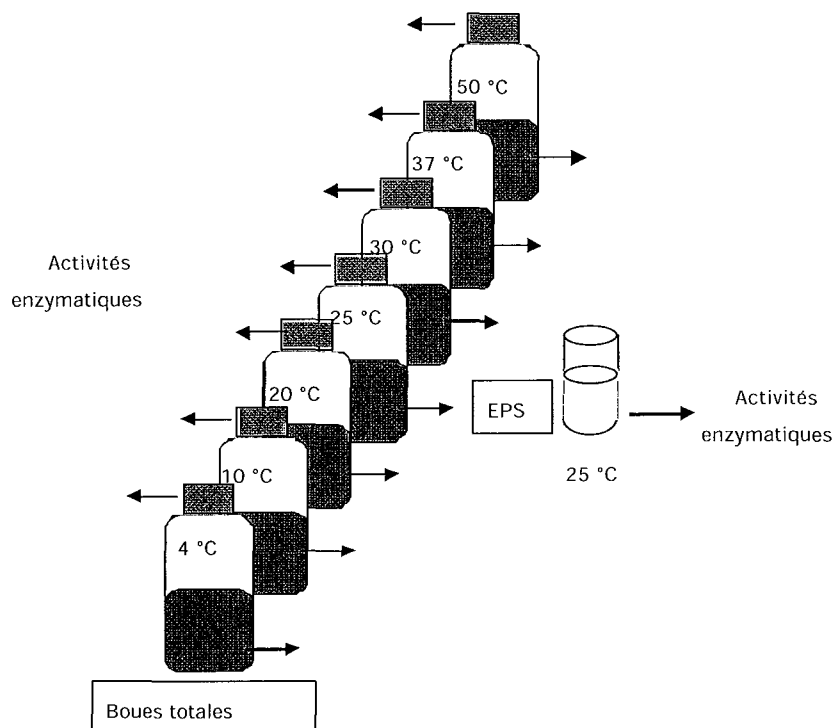 50 °C
37 °C
30 °C
Activités
enzymatiques
25 °C
20 °C
EPS
Activités
enzymatiques
25 °C
10 °C
4 °C
Boues totales